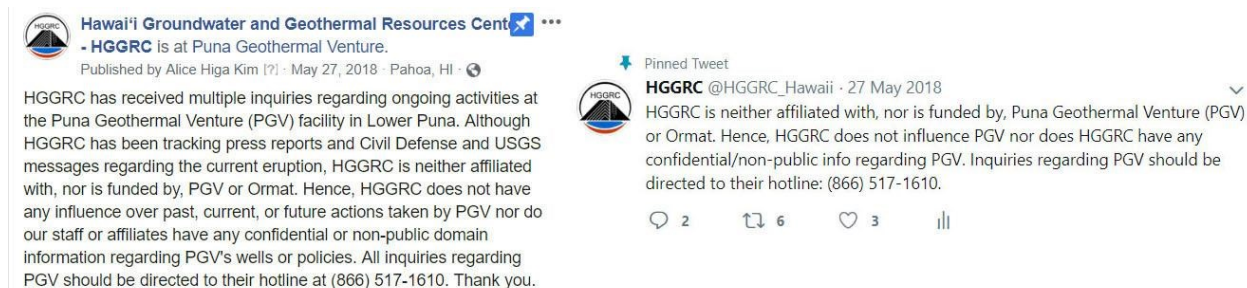 Hawaiʻi Groundwater and Geothermal Resources Cent
- HGGRC is at Puna Geothermal Venture.
Published by Alice Higa Kim [?] · May 27, 2018 · Pahoa, HI ·
HGGRC has received multiple inquiries regarding ongoing activities at
the Puna Geothermal Venture (PGV) facility in Lower Puna. Although
HGGRC has been tracking press reports and Civil Defense and USGS
messages regarding the current eruption, HGGRC is neither affiliated
with, nor is funded by, PGV or Ormat. Hence, HGGRC does not have
any influence over past, current, or future actions taken by PGV nor do
our staff or affiliates have any confidential or non-public domain
information regarding PGV's wells or policies. All inquiries regarding
PGV should be directed to their hotline at (866) 517-1610. Thank you.
HGGRC
Pinned Tweet
HGGRC @HGGRC_Hawaii · 27 May 2018
HGGRC
HGGRC is neither affiliated with, nor is funded by, Puna Geothermal Venture (PGV)
or Ormat. Hence, HGGRC does not influence PGV nor does HGGRC have any
confidential/non-public info regarding PGV. Inquiries regarding PGV should be
directed to their hotline: (866) 517-1610.
2 6 3